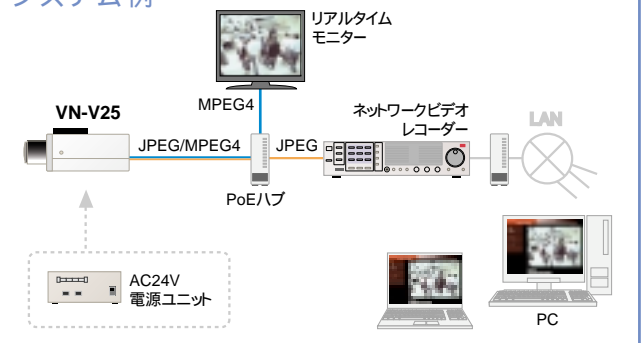 システム例
リアルタイム
モニター
MPEG4
VN-V25
ネットワークビデオ
レコーダー
LAN
JPEG/MPEG4
JPEG
PoEハブ
AC24V
電源ユニット
PC